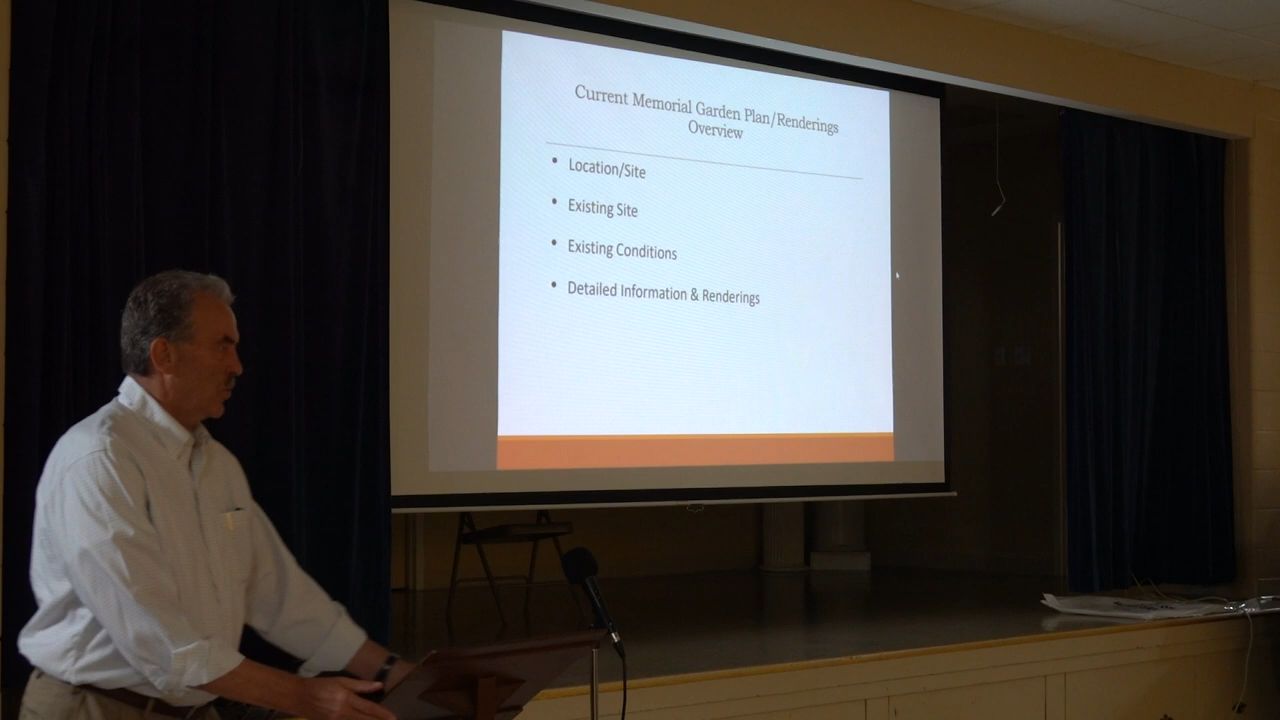 Current Memorial Garden Plan/Renderings
Overview
• Location/Site
• Existing Site
• Existing Conditions
• Detailed Information & Renderings